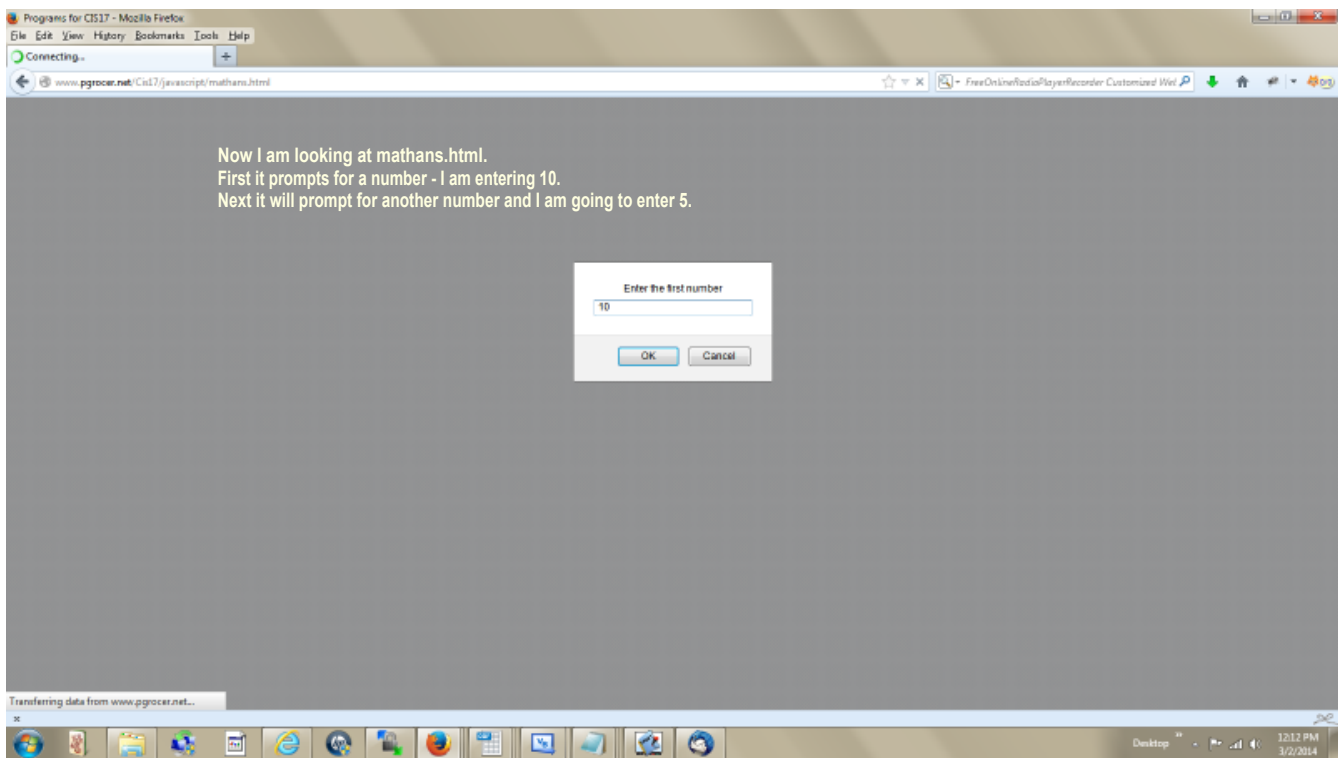 Programs for CIS17 - Mozilla Firefox
File Edit View History Bookmarks Tools Help
Connecting...
www.pgrocer.net/Cis17/javascript/mathans.html
FreeOnlineRadioPlayerRecorder Customized Wel
Now I am looking at mathans.html.
First it prompts for a number - I am entering 10.
Next it will prompt for another number and I am going to enter 5.
Enter the first number
10
OK Cancel
Transferring data from www.pgrocer.net...
Desktop
12:12 PM
3/2/2014